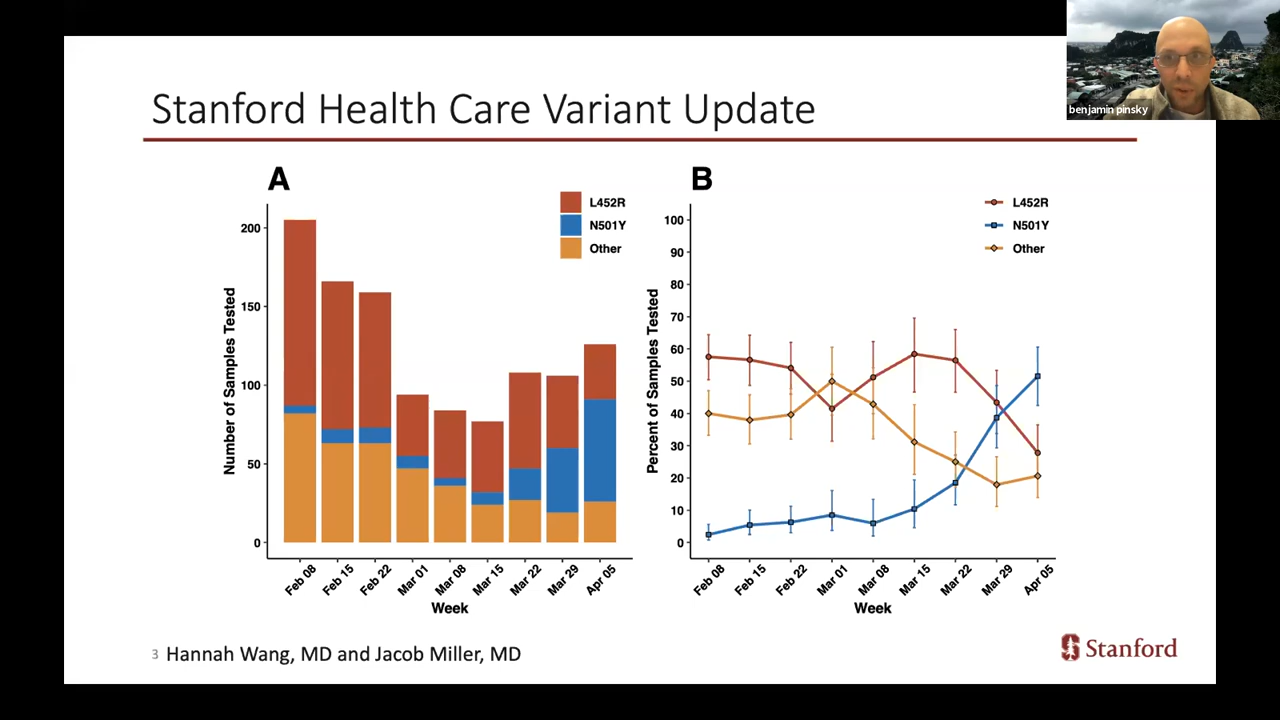 benjamin pinsky
Stanford Health Care Variant Update
A
L452R
N501Y
Other
Number of Samples Tested
200
150
100
50
0
Feb 08
Feb 15
Feb 22
Mar 01
Mar 08
Mar 15
Mar 22
Mar 29
Apr 05
Week
B
L452R
N501Y
Other
Percent of Samples Tested
100
90
80
70
60
50
40
30
20
10
0
Feb 08
Feb 15
Feb 22
Mar 01
Mar 08
Mar 15
Mar 22
Mar 29
Apr 05
Week
3 Hannah Wang, MD and Jacob Miller, MD
Stanford